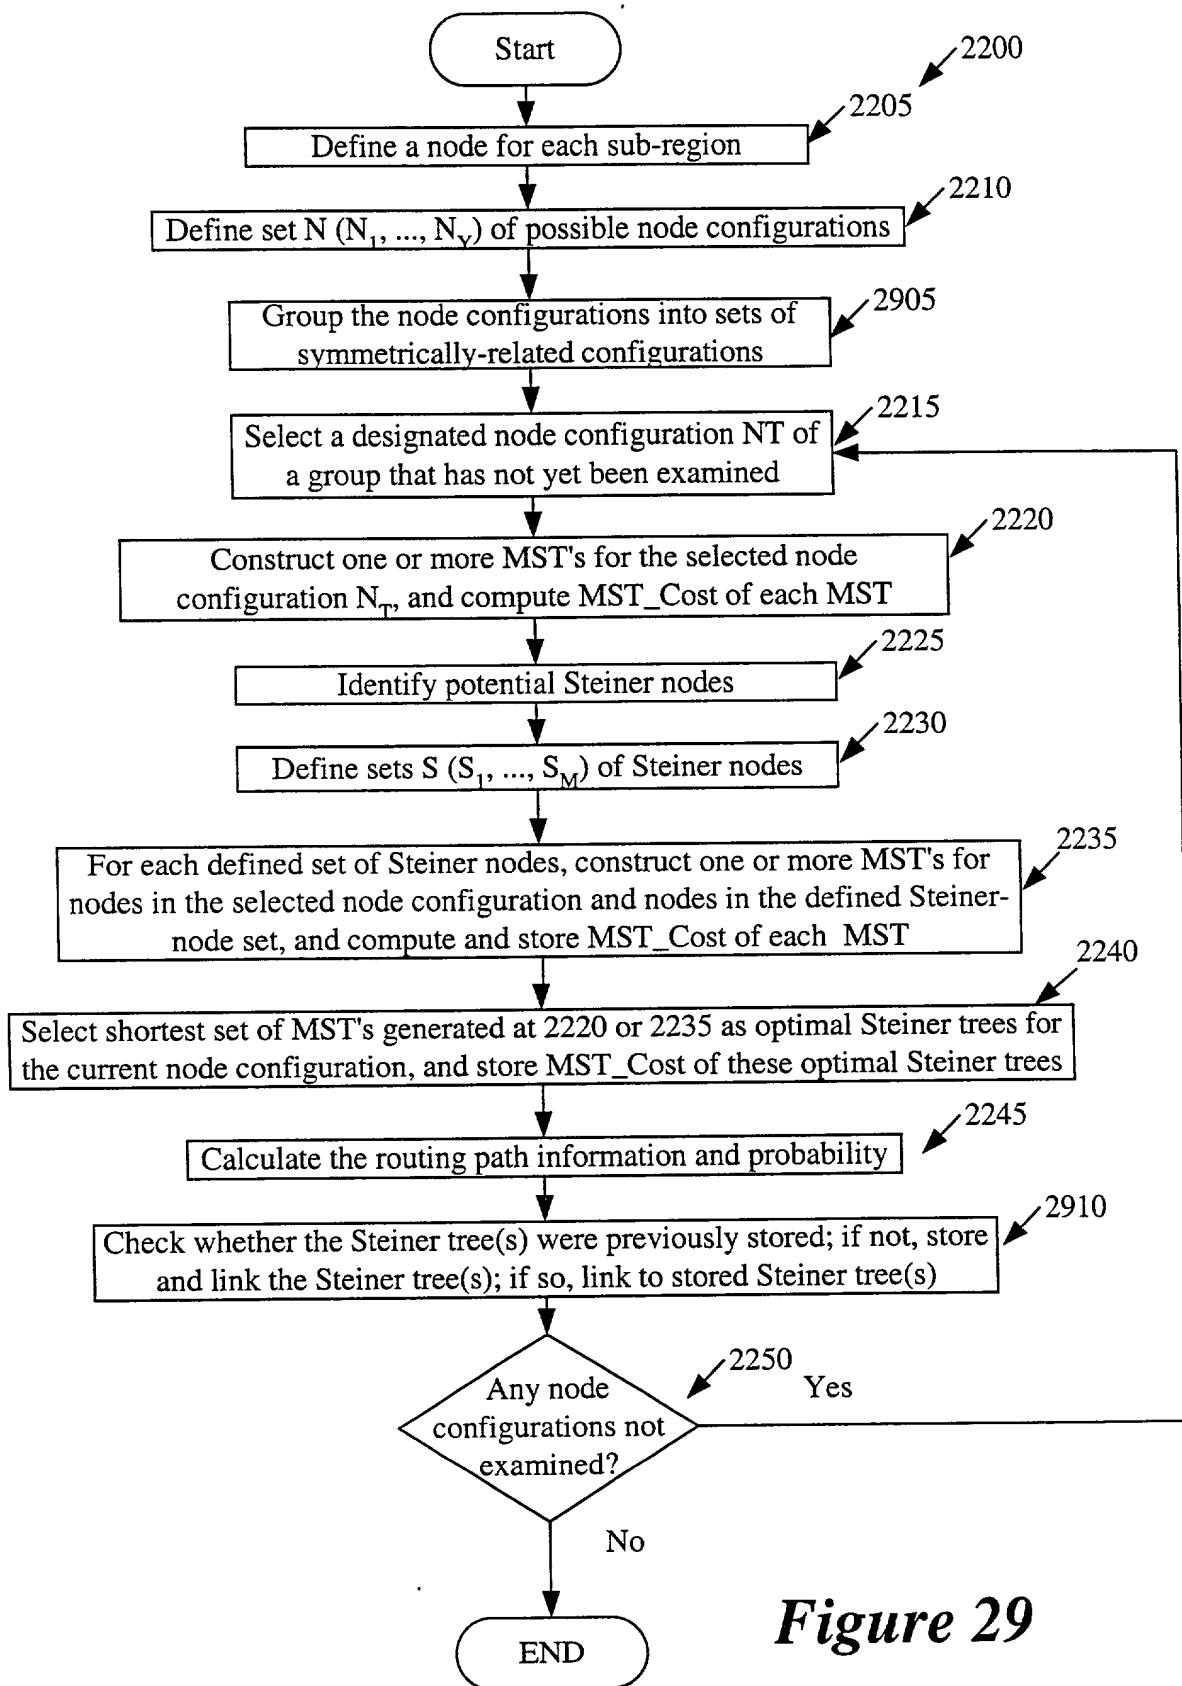 Start
2200
2205
Define a node for each sub-region
2210
Define set N (N₁, ..., N_Y) of possible node configurations
2905
Group the node configurations into sets of
symmetrically-related configurations
2215
Select a designated node configuration NT of
a group that has not yet been examined
2220
Construct one or more MST's for the selected node
configuration N_T, and compute MST_Cost of each MST
2225
Identify potential Steiner nodes
2230
Define sets S (S₁, ..., S_M) of Steiner nodes
2235
For each defined set of Steiner nodes, construct one or more MST's for
nodes in the selected node configuration and nodes in the defined Steiner-
node set, and compute and store MST_Cost of each MST
2240
Select shortest set of MST's generated at 2220 or 2235 as optimal Steiner trees for
the current node configuration, and store MST_Cost of these optimal Steiner trees
2245
Calculate the routing path information and probability
2910
Check whether the Steiner tree(s) were previously stored; if not, store
and link the Steiner tree(s); if so, link to stored Steiner tree(s)
2250
Yes
Any node
configurations not
examined?
No
END
Figure 29